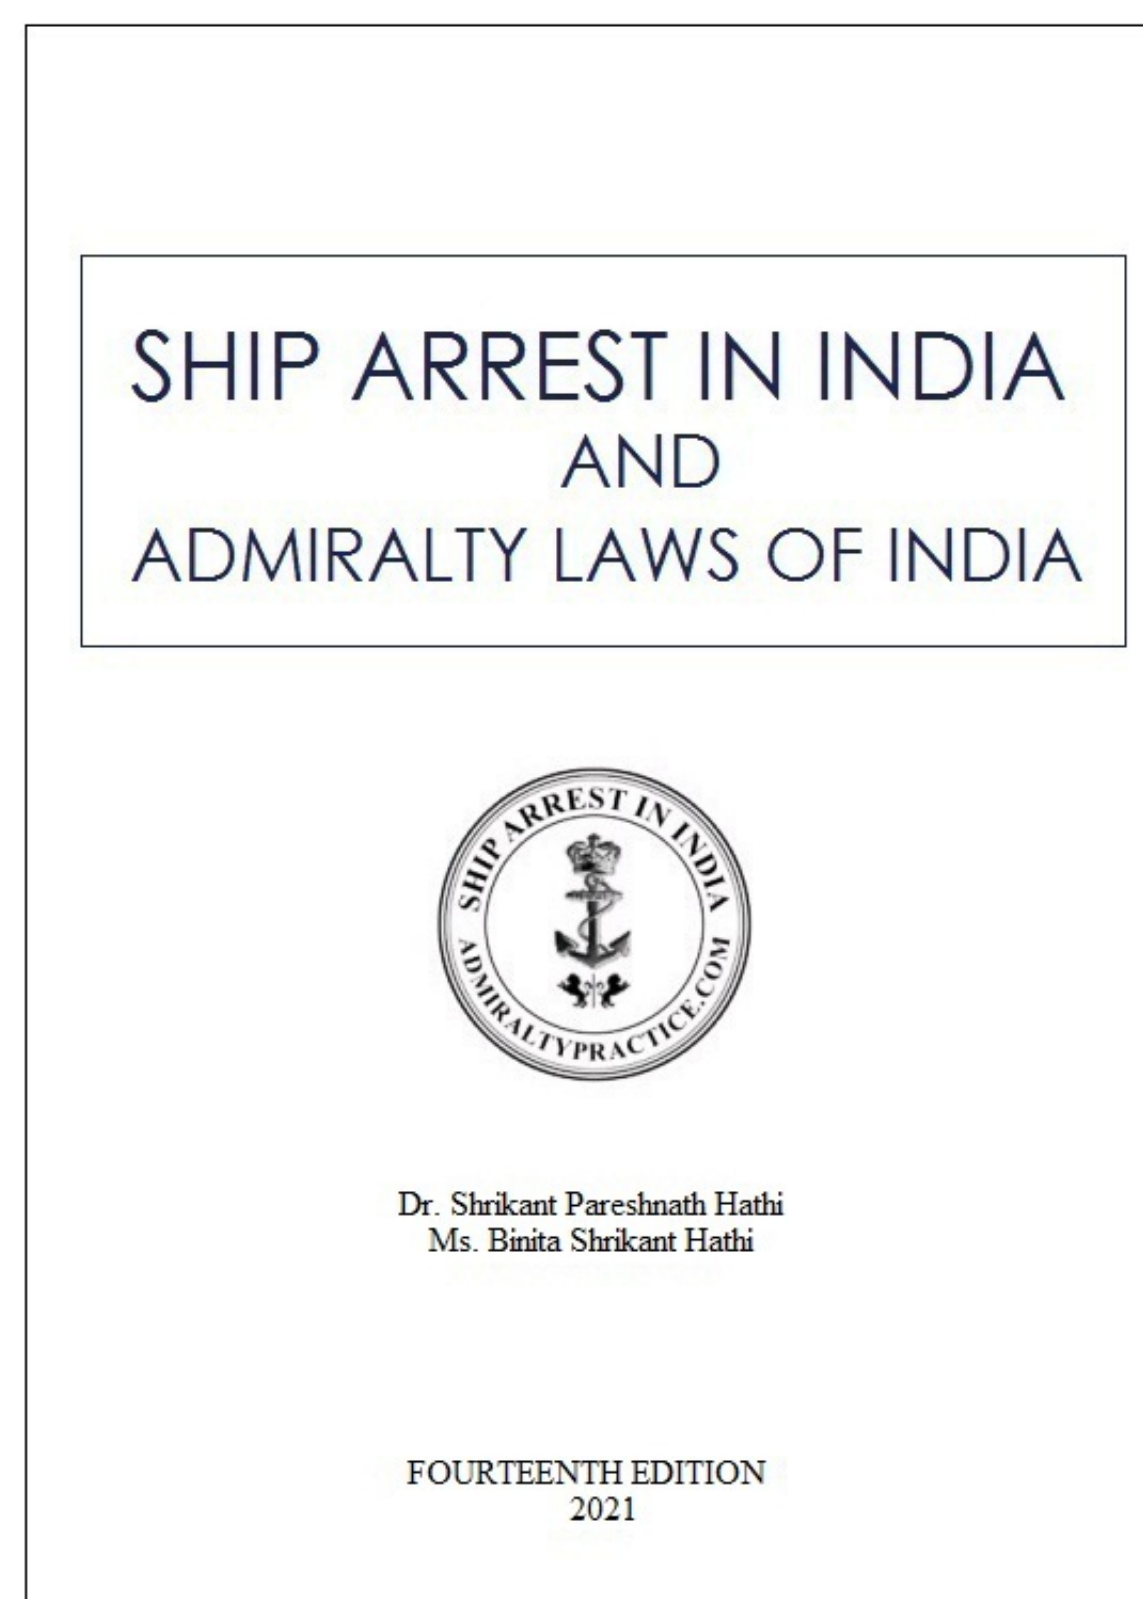 SHIP ARREST IN INDIA
AND
ADMIRALTY LAWS OF INDIA
SHIP ARREST IN INDIA
ADMIRALTYPRACTICE.COM
Dr. Shrikant Pareshnath Hathi
Ms. Binita Shrikant Hathi
FOURTEENTH EDITION
2021